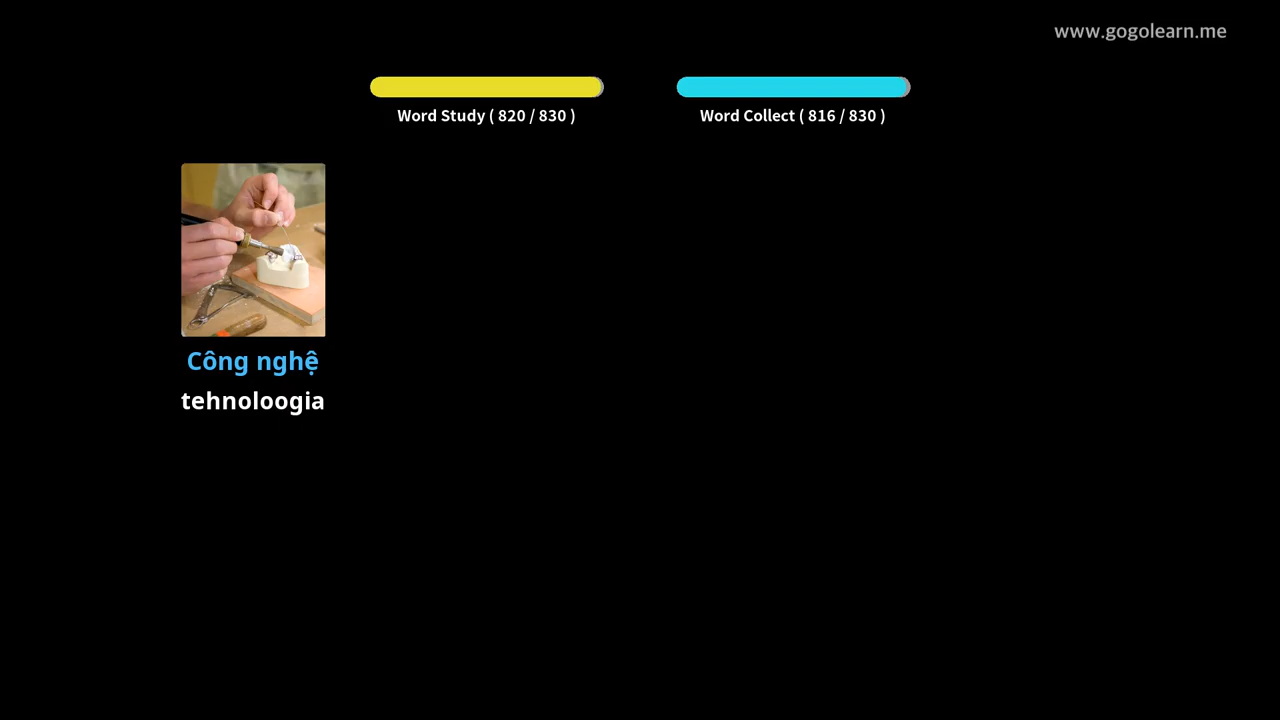 www.gogolearn.me
Word Study ( 820 / 830 )
Word Collect ( 816 / 830 )
Công nghệ
tehnoloogia